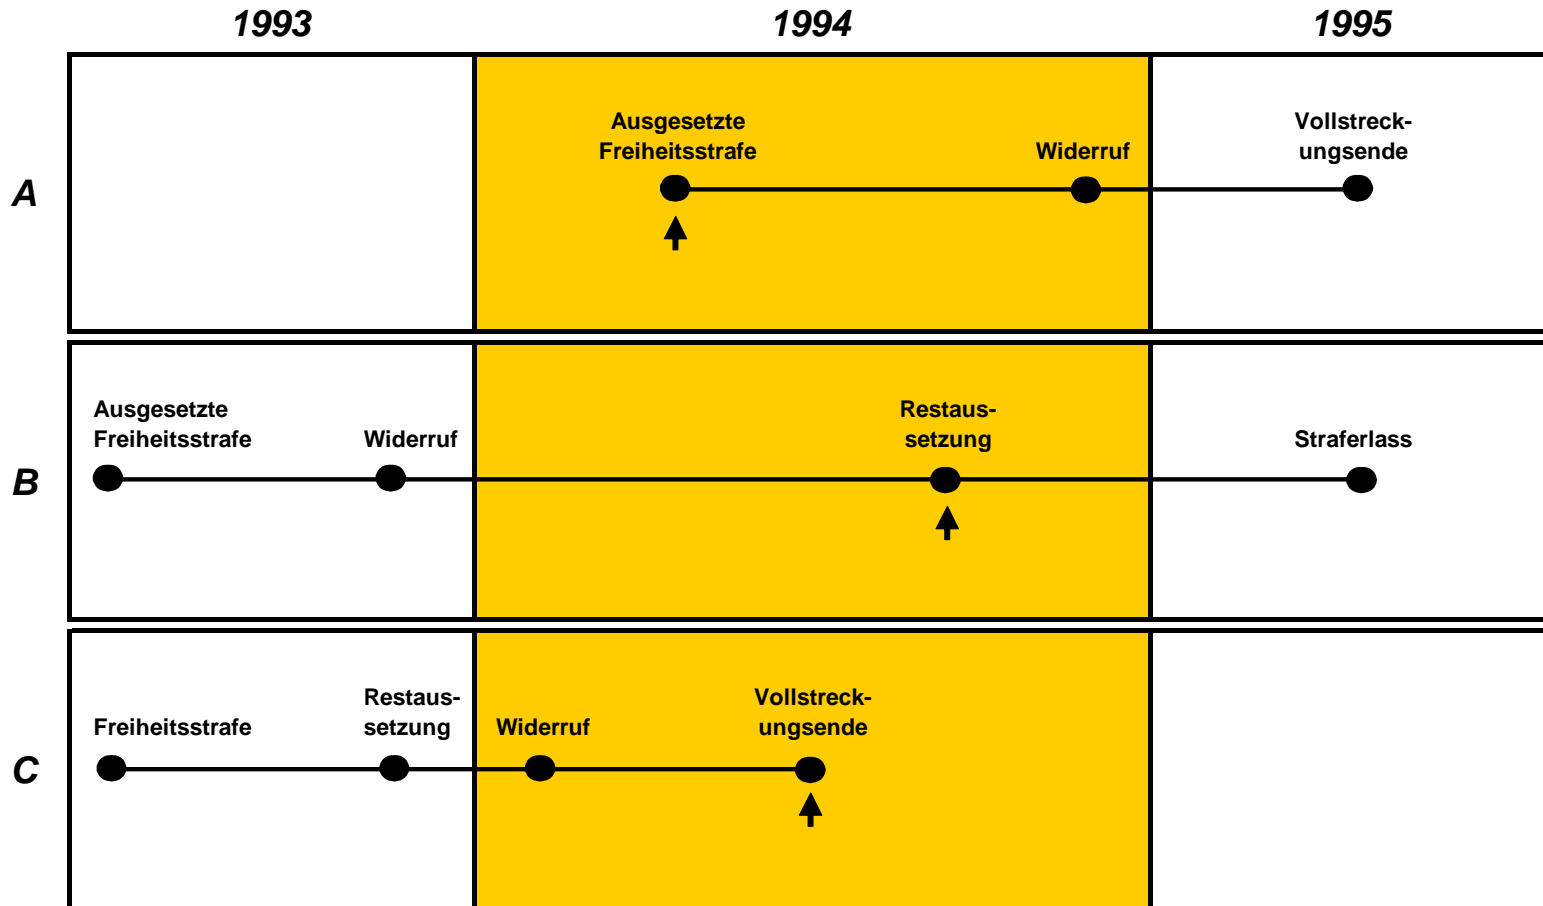 1993 1994 1995
A
Ausgesetzte
Freiheitsstrafe
Widerruf
Vollstreck-
ungsende
B
Ausgesetzte
Freiheitsstrafe
Widerruf
Restaus-
setzung
Straferlass
C
Freiheitsstrafe
Restaus-
setzung
Widerruf
Vollstreck-
ungsende